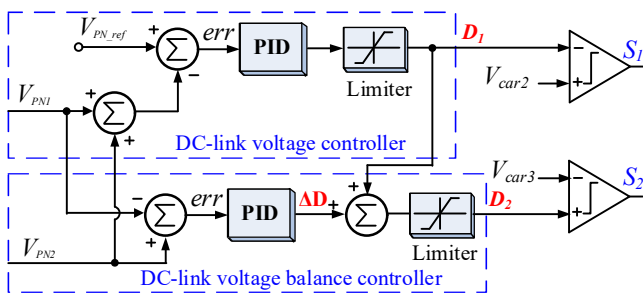 V_PN_ref
+
Σ
err
PID
Limiter
D₁
−
S₁
V_car2
+
−
V_PN1
+
Σ
+
DC-link voltage controller
V_car3
−
S₂
+
−
Σ
+
err
PID
ΔD
+
+
Σ
D₂
Limiter
V_PN2
DC-link voltage balance controller